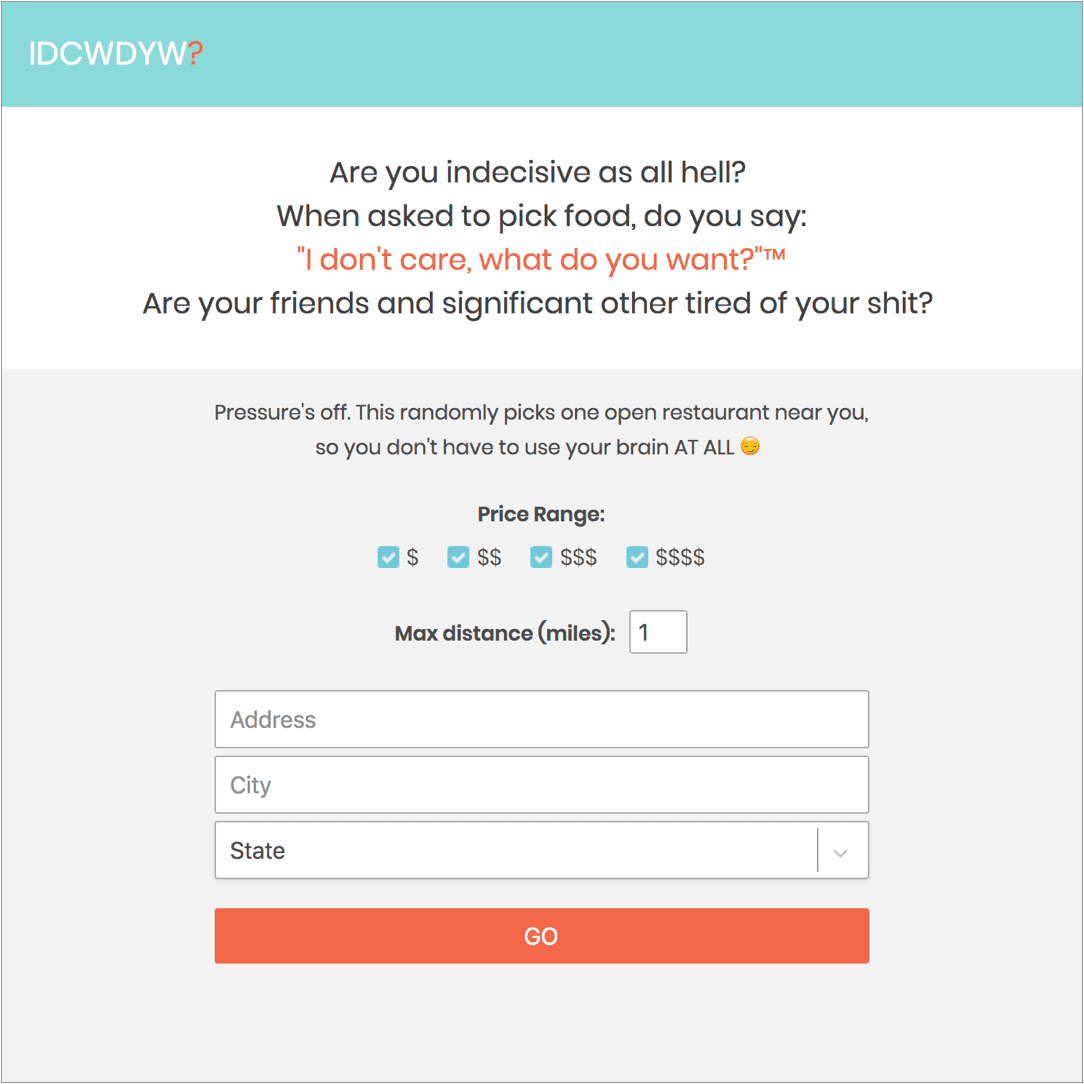 IDCWDYW?
Are you indecisive as all hell?
When asked to pick food, do you say:
"I don't care, what do you want?"™
Are your friends and significant other tired of your shit?
Pressure's off. This randomly picks one open restaurant near you,
so you don't have to use your brain AT ALL 😏
Price Range:
$ $$ $$$ $$$$
Max distance (miles): 1
Address
City
State
GO